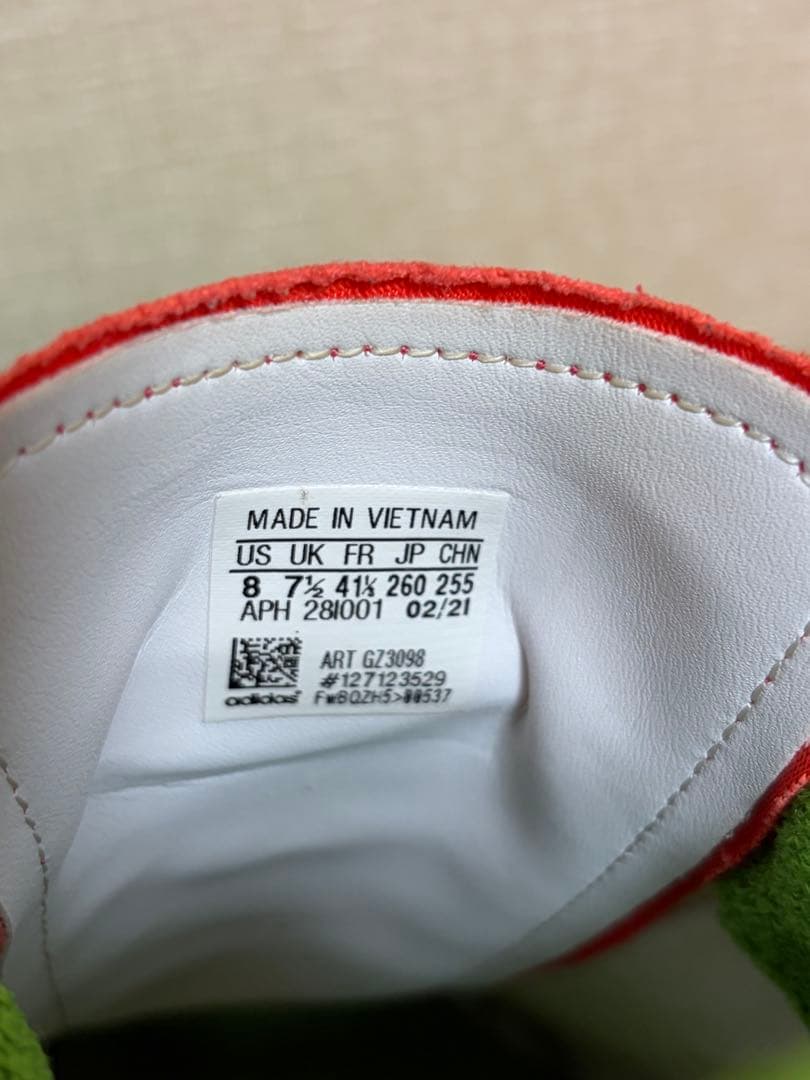 MADE IN VIETNAM
US UK FR JP CHN
8 7½ 41⅓ 260 255
APH 281001 02/21
ART GZ3098
#127123529
adidas